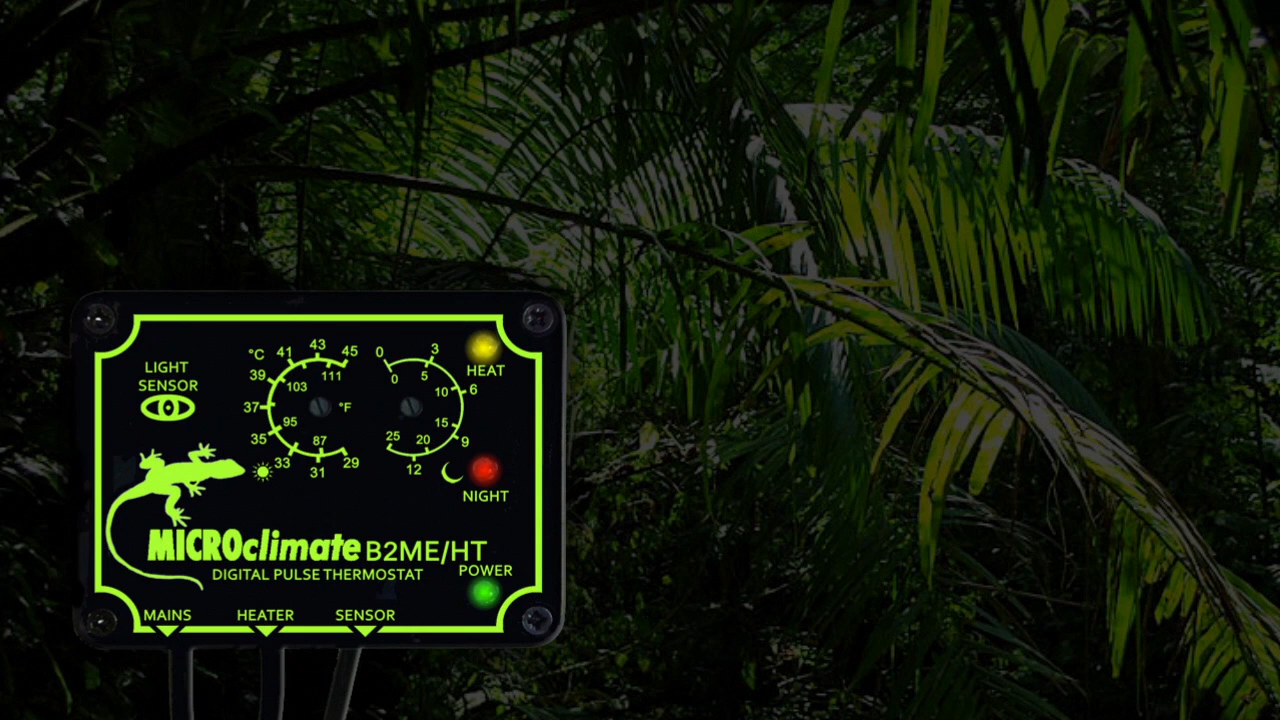 LIGHT
SENSOR
°C 41 43 45
39 103 111
37 °F
95
35 87
33 31 29
0 3
0 5
10 6
15
25 20 9
12
HEAT
NIGHT
MICROclimate B2ME/HT
DIGITAL PULSE THERMOSTAT
POWER
MAINS HEATER SENSOR